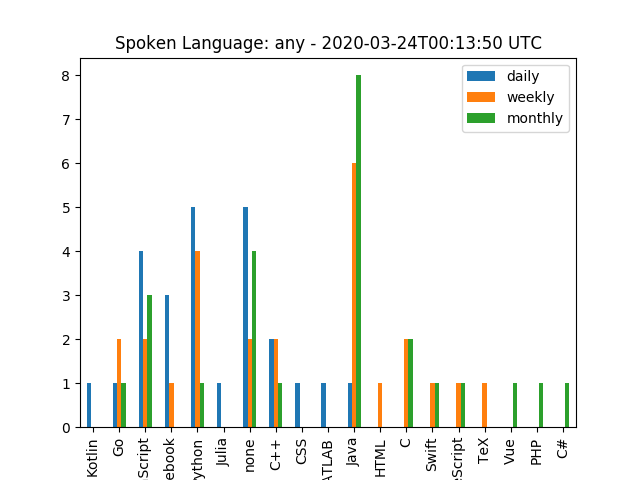 Spoken Language: any - 2020-03-24T00:13:50 UTC
daily
weekly
monthly
8
7
6
5
4
3
2
1
0
Kotlin
Go
Script
ebook
ython
Julia
none
C++
CSS
ATLAB
Java
HTML
C
Swift
eScript
TeX
Vue
PHP
C#